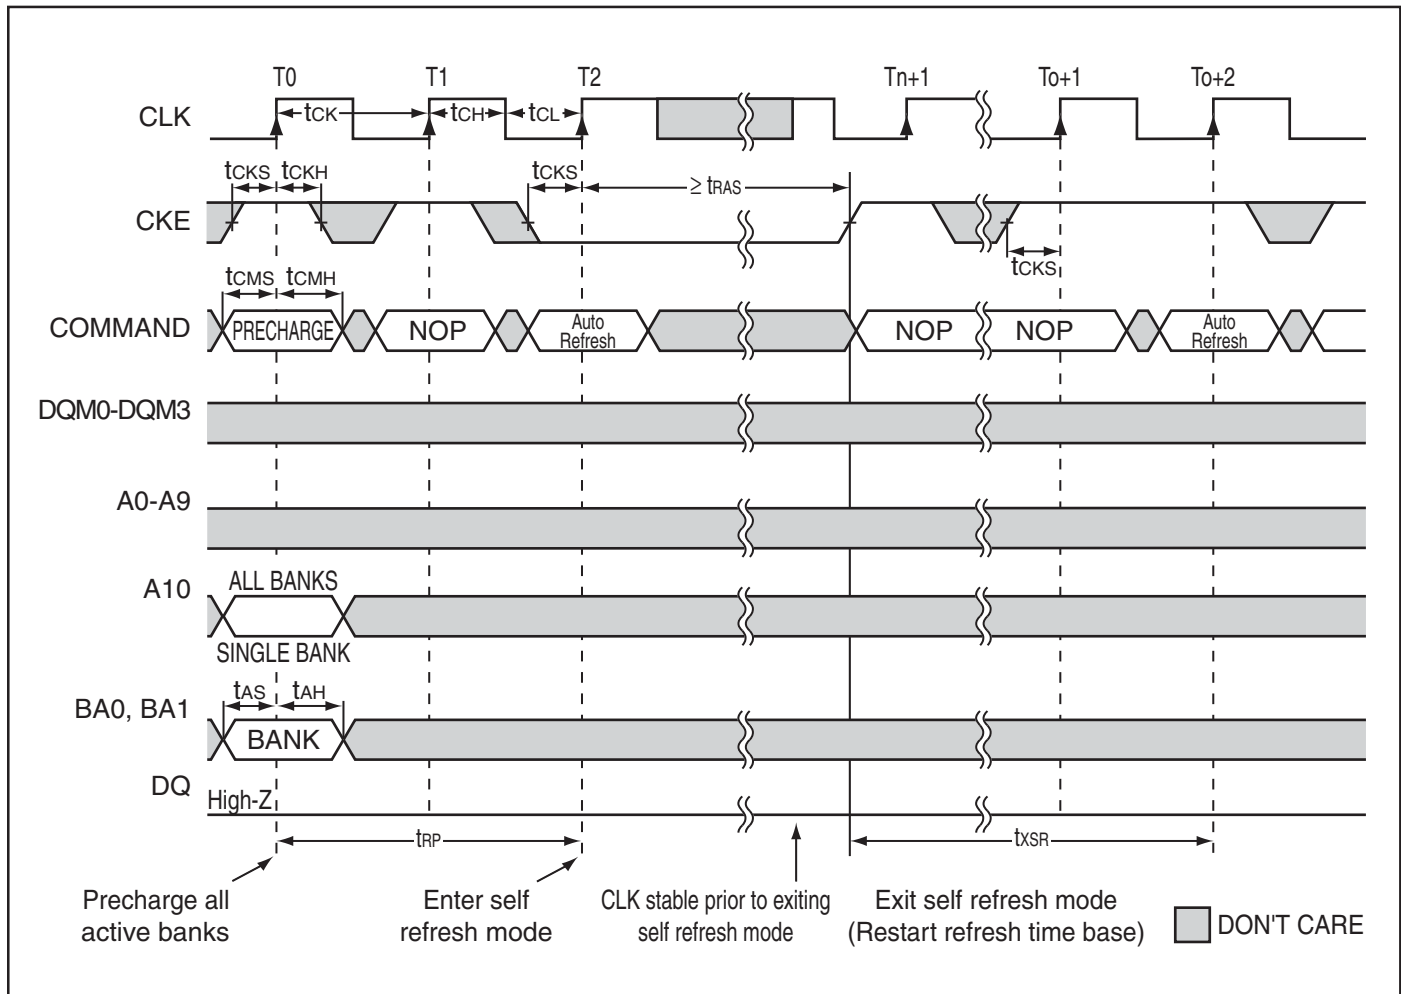 T0 T1 T2 Tn+1 To+1 To+2
CLK tCK tCH tCL
tCKS tCKH tCKS ≥ tRAS
CKE
tCKS
tCMS tCMH
COMMAND PRECHARGE NOP Auto Refresh NOP NOP Auto Refresh
DQM0-DQM3
A0-A9
A10 ALL BANKS
SINGLE BANK
tAS tAH
BA0, BA1
BANK
DQ
High-Z
tRP tXSR
Precharge all
active banks
Enter self
refresh mode
CLK stable prior to exiting
self refresh mode
Exit self refresh mode
(Restart refresh time base)
DON'T CARE